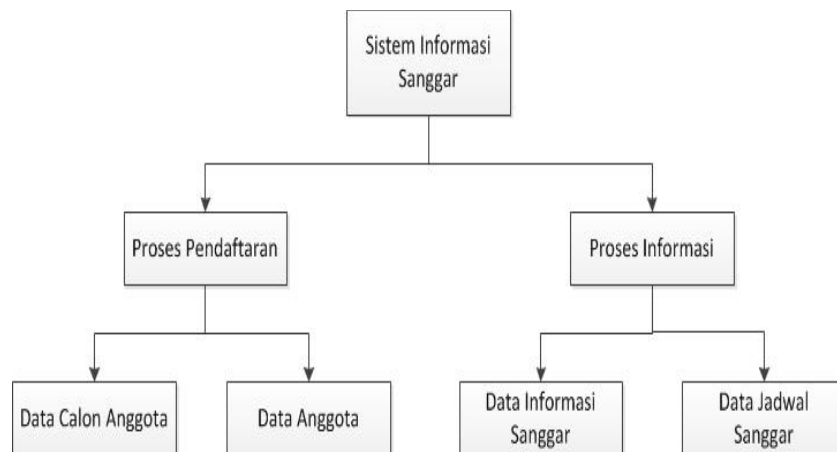 Sistem Informasi
Sanggar
Proses Pendaftaran
Proses Informasi
Data Calon Anggota
Data Anggota
Data Informasi
Sanggar
Data Jadwal
Sanggar